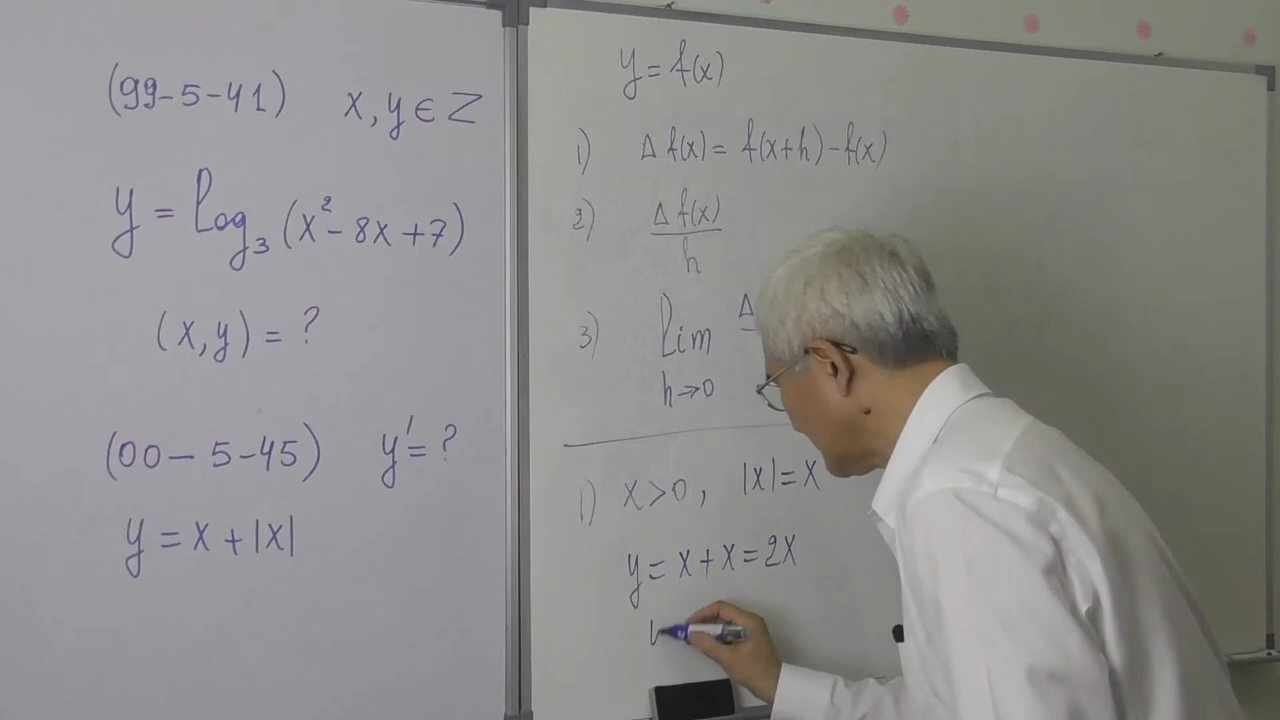 (99-5-41) x, y ∈ Z
y = log₃ (x² - 8x + 7)
(x, y) = ?
(00 - 5-45) y' = ?
y = x + |x|
y = f(x)
1) Δ f(x) = f(x+h) - f(x)
2) Δ f(x)
h
3) lim Δ
h→0
1) x > 0, |x| = x
y = x + x = 2x